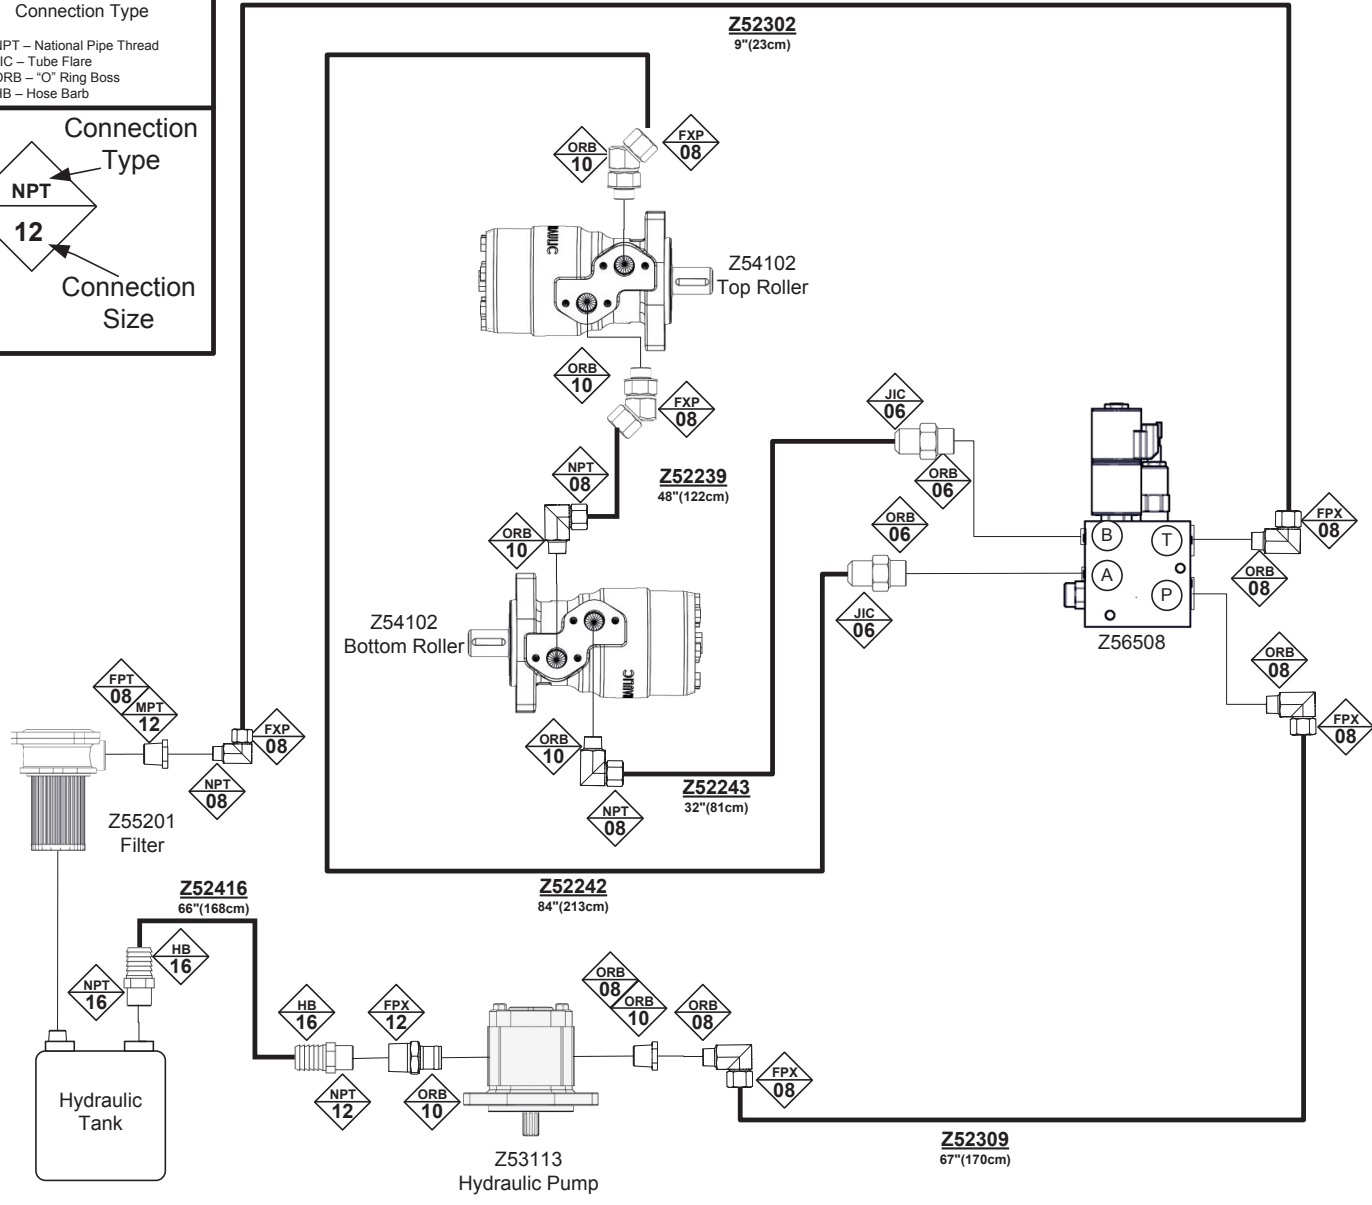 Connection Type
NPT – National Pipe Thread
JIC – Tube Flare
ORB – "O" Ring Boss
HB – Hose Barb
Connection
Type
NPT
12
Connection
Size
Z52302
9"(23cm)
ORB
10
FXP
08
Z54102
Top Roller
ORB
10
FXP
08
NPT
08
Z52239
48"(122cm)
ORB
10
JIC
06
ORB
06
ORB
06
JIC
06
B
T
A
P
Z56508
FPX
08
ORB
08
ORB
08
FPX
08
Z54102
Bottom Roller
ORB
10
NPT
08
Z52243
32"(81cm)
FPT
08
MPT
12
FXP
08
NPT
08
Z55201
Filter
Z52416
66"(168cm)
Z52242
84"(213cm)
HB
16
NPT
16
Hydraulic
Tank
HB
16
NPT
12
FPX
12
ORB
10
Z53113
Hydraulic Pump
ORB
08
ORB
10
ORB
08
FPX
08
Z52309
67"(170cm)